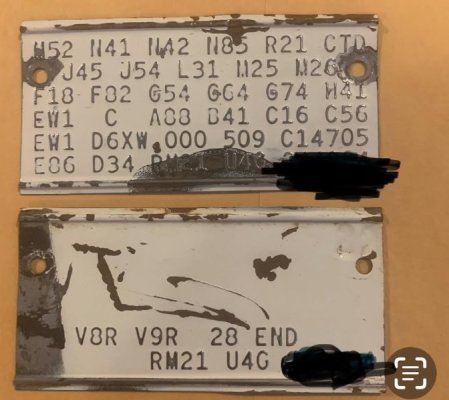 M52 N41 N42 N85 R21 CTD
J45 J54 L31 M25 M26
F18 F82 G54 G64 G74 H41
EW1 C A88 B41 C16 C56
EW1 D6XW 000 509 C14705
E86 D34 RM21 U4G
V8R V9R 28 END
RM21 U4G